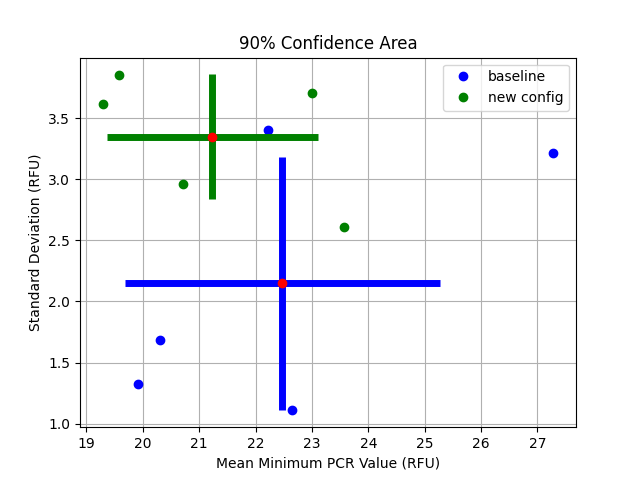 90% Confidence Area
baseline
new config
Standard Deviation (RFU)
3.5
3.0
2.5
2.0
1.5
1.0
19 20 21 22 23 24 25 26 27
Mean Minimum PCR Value (RFU)